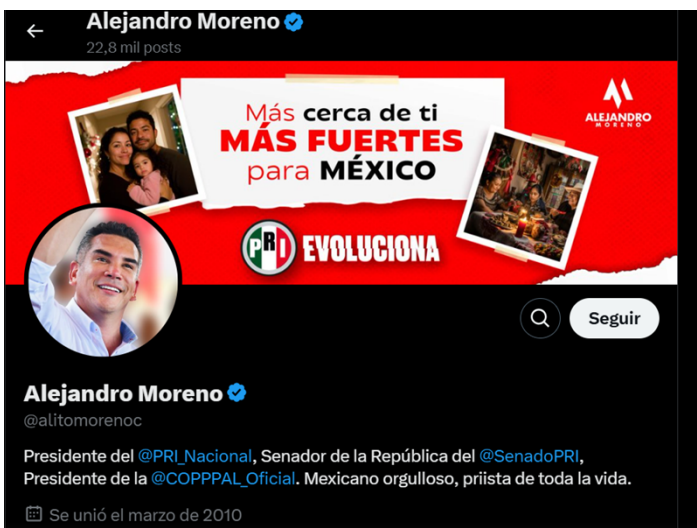 Alejandro Moreno
22,8 mil posts
Más cerca de ti
MÁS FUERTES
para MÉXICO
ALEJANDRO
MORENO
PRI EVOLUCIONA
Seguir
Alejandro Moreno
@alitomorenoc
Presidente del @PRI_Nacional, Senador de la República del @SenadoPRI,
Presidente de la @COPPPAL_Oficial. Mexicano orgulloso, priista de toda la vida.
Se unió el marzo de 2010